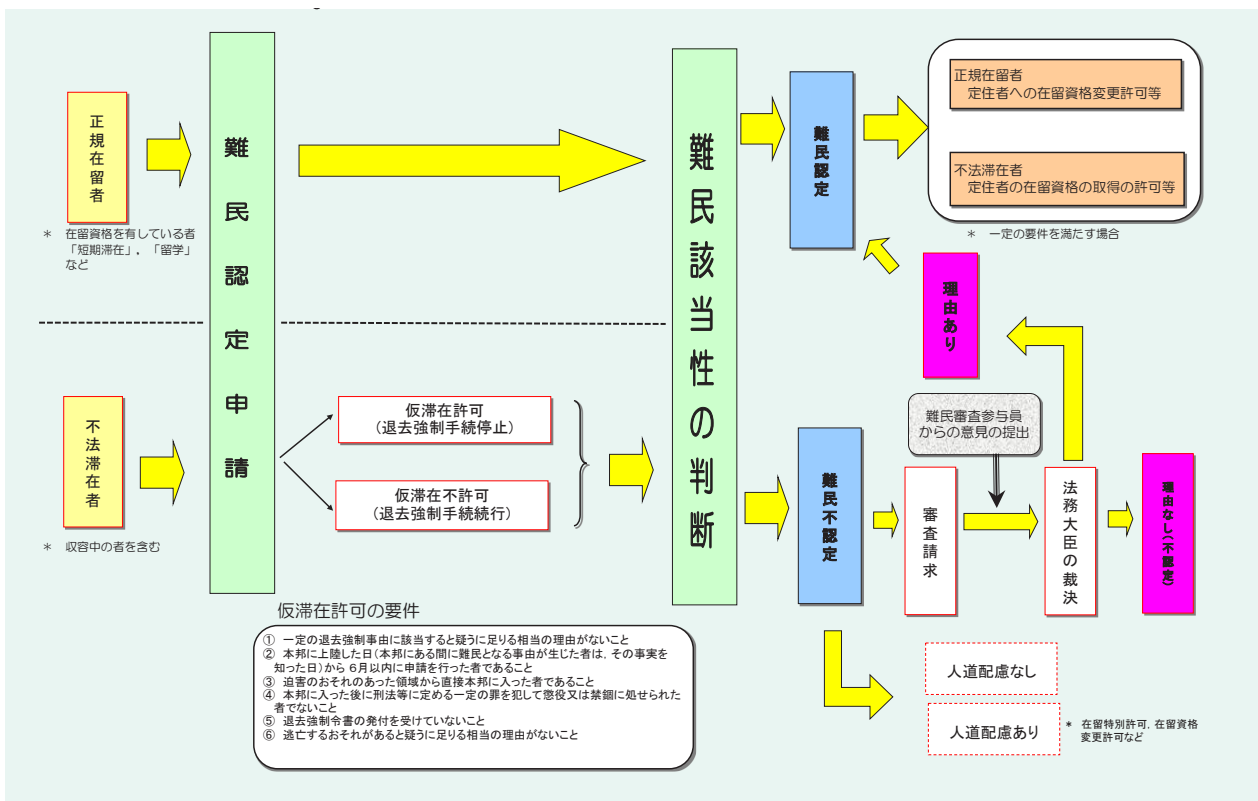 正規在留者
＊ 在留資格を有している者
「短期滞在」，「留学」
など
難民認定申請
難民該当性の判断
難民認定
正規在留者
定住者への在留資格変更許可等
不法滞在者
定住者の在留資格の取得の許可等
＊ 一定の要件を満たす場合
理由あり
不法滞在者
＊ 収容中の者を含む
仮滞在許可
（退去強制手続停止）
仮滞在不許可
（退去強制手続続行）
難民不認定
審査請求
難民審査参与員
からの意見の提出
法務大臣の裁決
理由なし（不認定）
仮滞在許可の要件
① 一定の退去強制事由に該当すると疑うに足りる相当の理由がないこと
② 本邦に上陸した日（本邦にある間に難民となる事由が生じた者は，その事実を
知った日）から６月以内に申請を行った者であること
③ 迫害のおそれのあった領域から直接本邦に入った者であること
④ 本邦に入った後に刑法等に定める一定の罪を犯して懲役又は禁錮に処せられた
者でないこと
⑤ 退去強制令書の発付を受けていないこと
⑥ 逃亡するおそれがあると疑うに足りる相当の理由がないこと
人道配慮なし
人道配慮あり
＊ 在留特別許可，在留資格
変更許可など